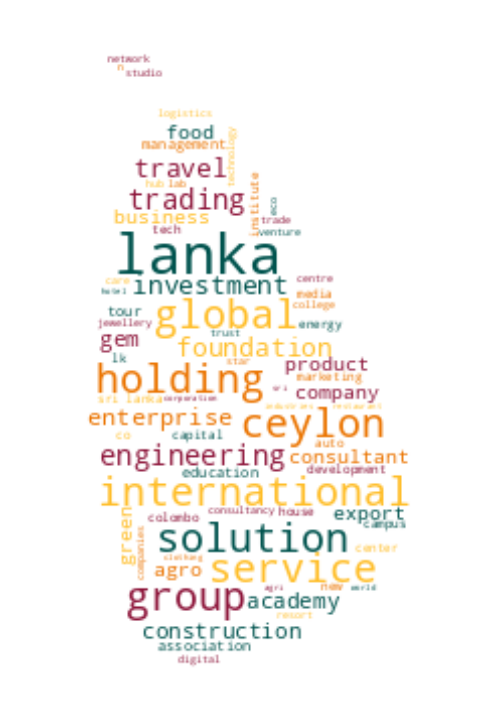 network
n
studio
logistics
food
technology
management
travel
hub lab
trading
institute
eco
business
trade
tech
venture
lanka
care
investment
centre
hotel
media
tour
global
college
jewellery
energy
gem
trust
foundation
lk
star
product
holding
marketing
sri
company
sri lanka
corporation
industries
restaurant
enterprise
ceylon
co
capital
auto
engineering
consultant
education
development
international
green
colombo
consultancy
house
export
campus
solution
companies
center
clothing
agro
service
agri
new
world
group
academy
resort
construction
association
digital